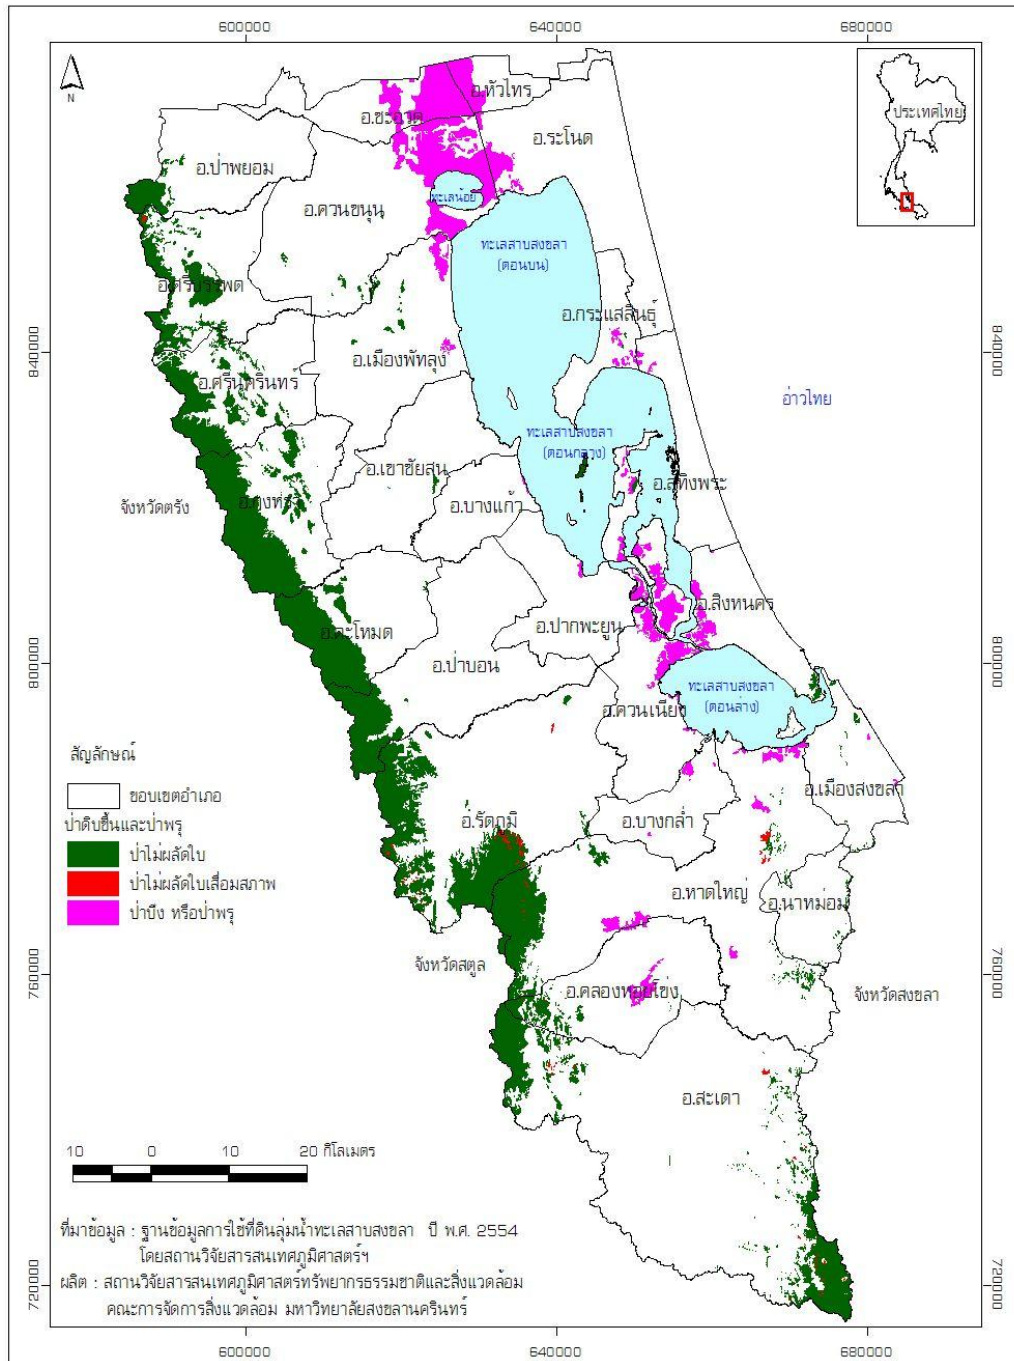 600000
640000
680000
N
ประเทศไทย
อ.หัวไทร
อ.ชะอวด
อ.ระโนด
อ.ป่าพยอม
ทะเลน้อย
อ.ควนขนุน
ทะเลสาบสงขลา
(ตอนบน)
อ.ศรีบรรพต
อ.กระแสสินธุ์
840000
840000
อ.เมืองพัทลุง
อ.ศรีนครินทร์
อ่าวไทย
ทะเลสาบสงขลา
(ตอนกลาง)
อ.เขาชัยสน
อ.สทิงพระ
อ.กงหรา
อ.บางแก้ว
จังหวัดตรัง
อ.สิงหนคร
อ.ตะโหมด
อ.ปากพะยูน
800000
800000
อ.ป่าบอน
ทะเลสาบสงขลา
(ตอนล่าง)
อ.ควนเนียง
สัญลักษณ์
ขอบเขตอำเภอ
อ.เมืองสงขลา
ป่าดิบชื้นและป่าพรุ
อ.รัตภูมิ
อ.บางกล่ำ
ป่าไม่ผลัดใบ
ป่าไม่ผลัดใบเสื่อมสภาพ
อ.หาดใหญ่
อ.นาหม่อม
ป่าบึง หรือป่าพรุ
จังหวัดสตูล
760000
760000
อ.คลองหอยโข่ง
จังหวัดสงขลา
อ.สะเดา
10 0 10 20 กิโลเมตร
ที่มาข้อมูล : ฐานข้อมูลการใช้ที่ดินลุ่มน้ำทะเลสาบสงขลา ปี พ.ศ. 2554
โดยสถานวิจัยสารสนเทศภูมิศาสตร์ฯ
ผลิต : สถานวิจัยสารสนเทศภูมิศาสตร์ทรัพยากรธรรมชาติและสิ่งแวดล้อม
คณะการจัดการสิ่งแวดล้อม มหาวิทยาลัยสงขลานครินทร์
720000
720000
600000
640000
680000